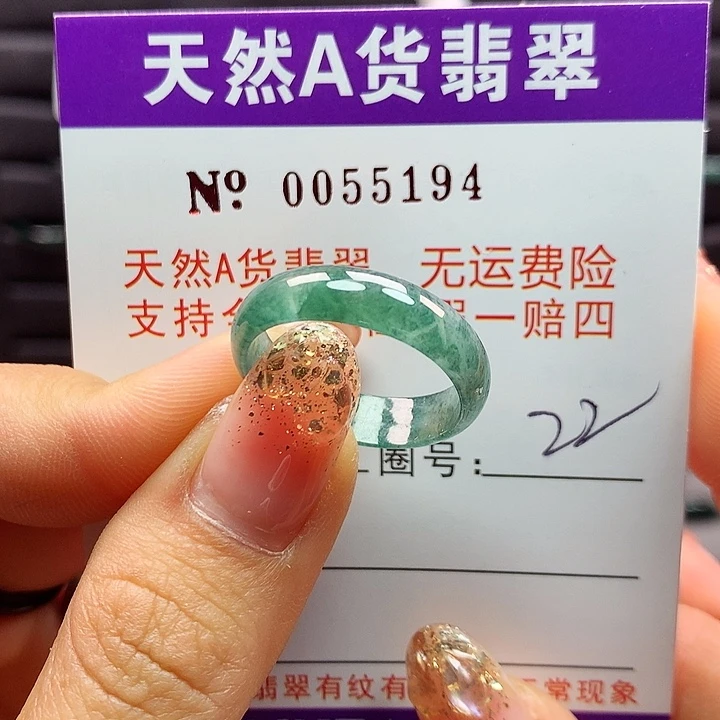 天然A货翡翠
Nº 0055194
天然A货翡翠 无运费险
支持 一赔四
圈号: 22
翡翠有纹有 正常现象